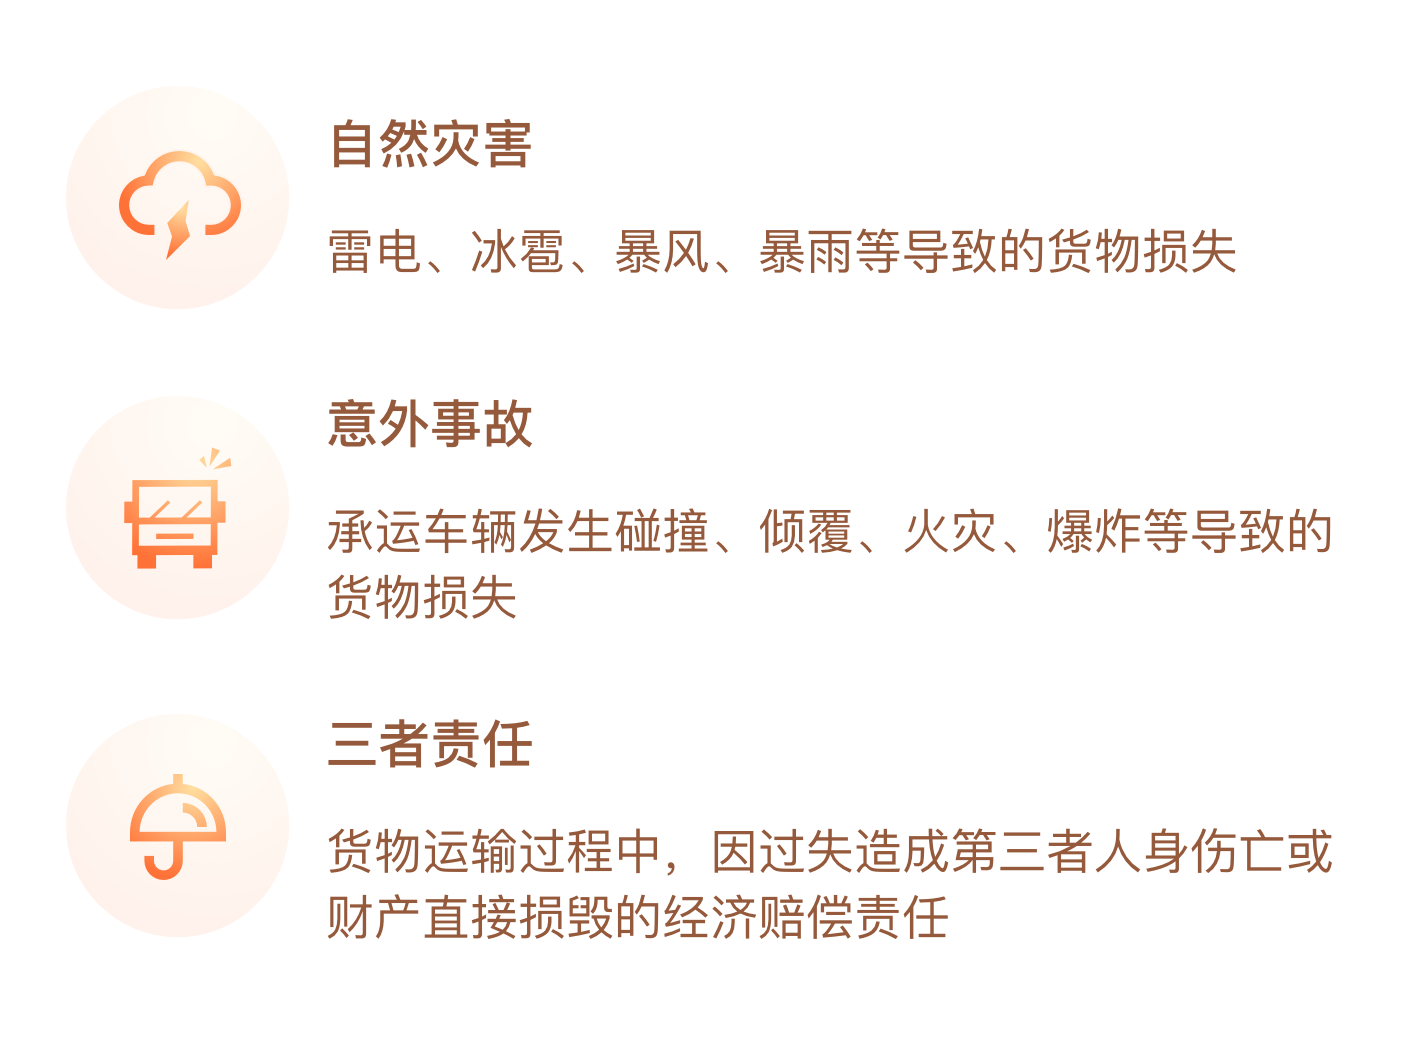 自然灾害
雷电、冰雹、暴风、暴雨等导致的货物损失
意外事故
承运车辆发生碰撞、倾覆、火灾、爆炸等导致的
货物损失
三者责任
货物运输过程中，因过失造成第三者人身伤亡或
财产直接损毁的经济赔偿责任